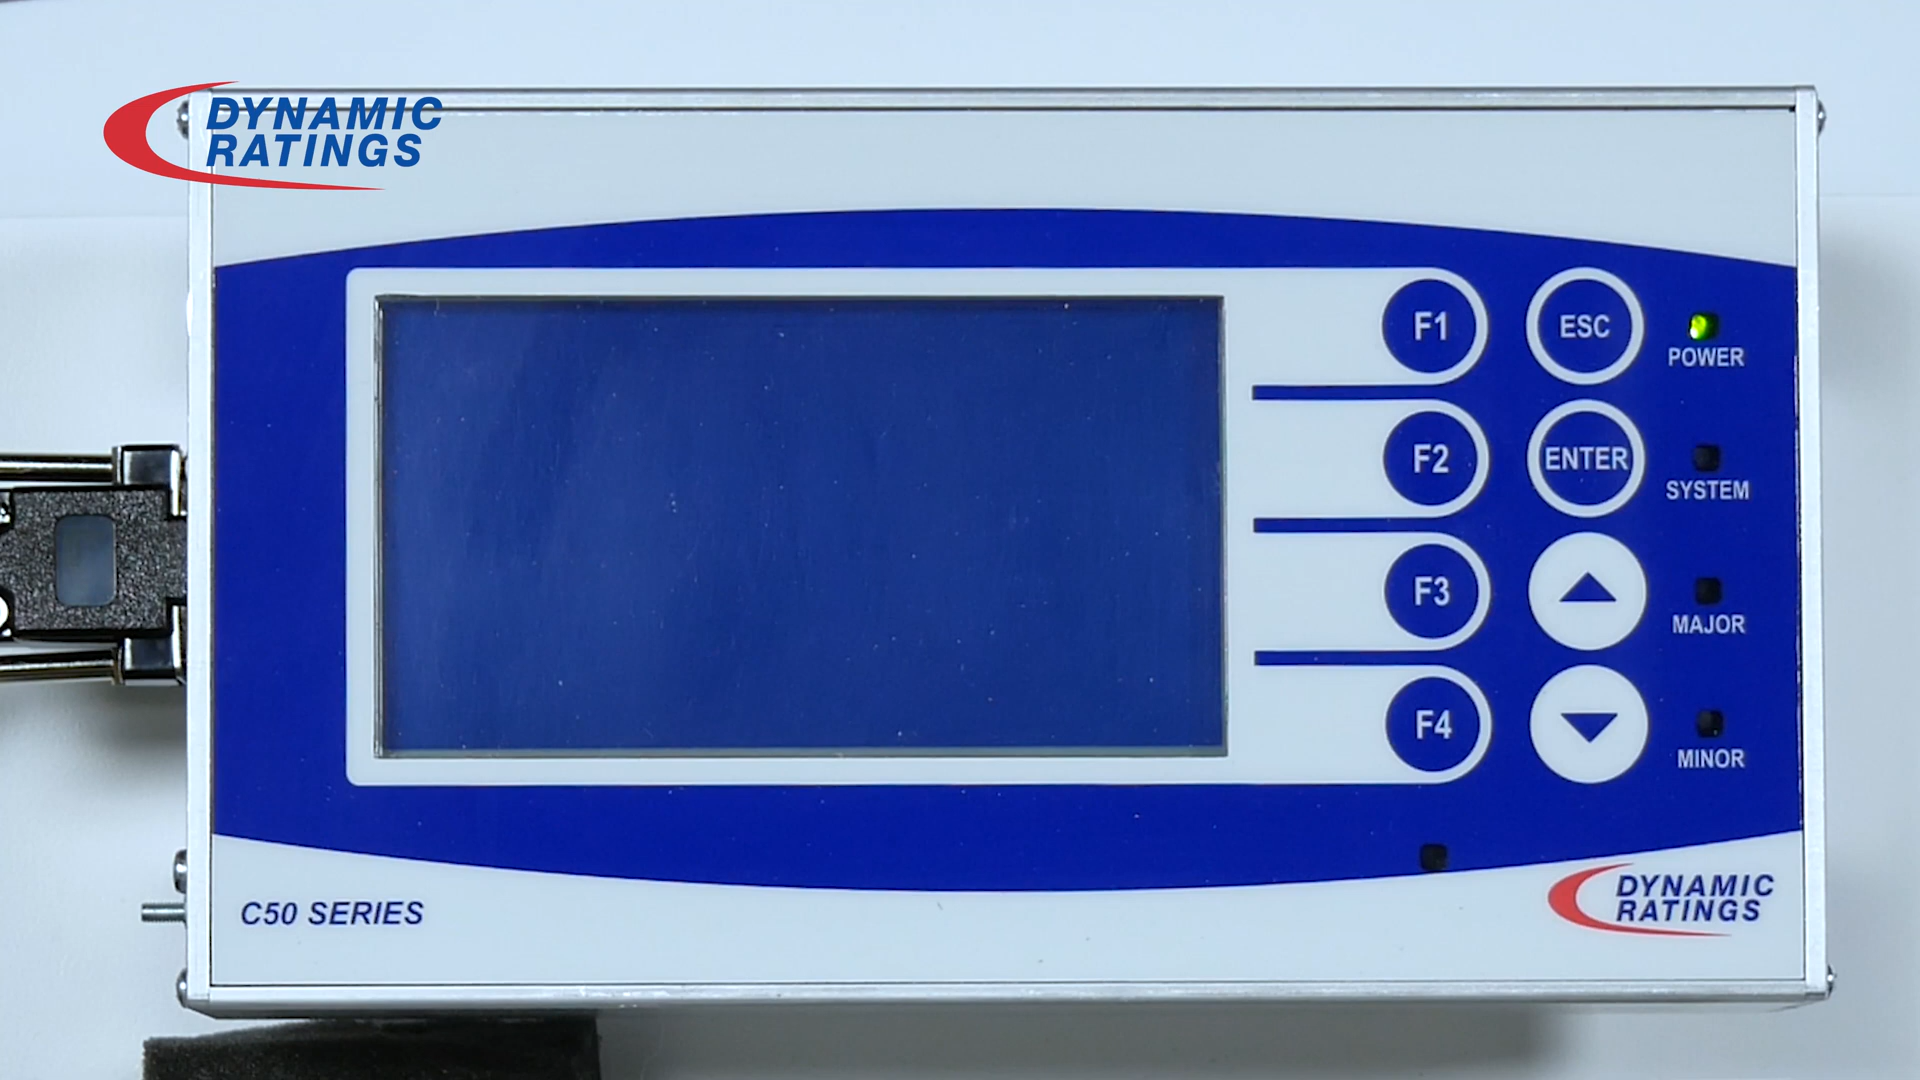 DYNAMIC
RATINGS
F1
ESC
POWER
F2
ENTER
SYSTEM
F3
MAJOR
F4
MINOR
C50 SERIES
DYNAMIC
RATINGS